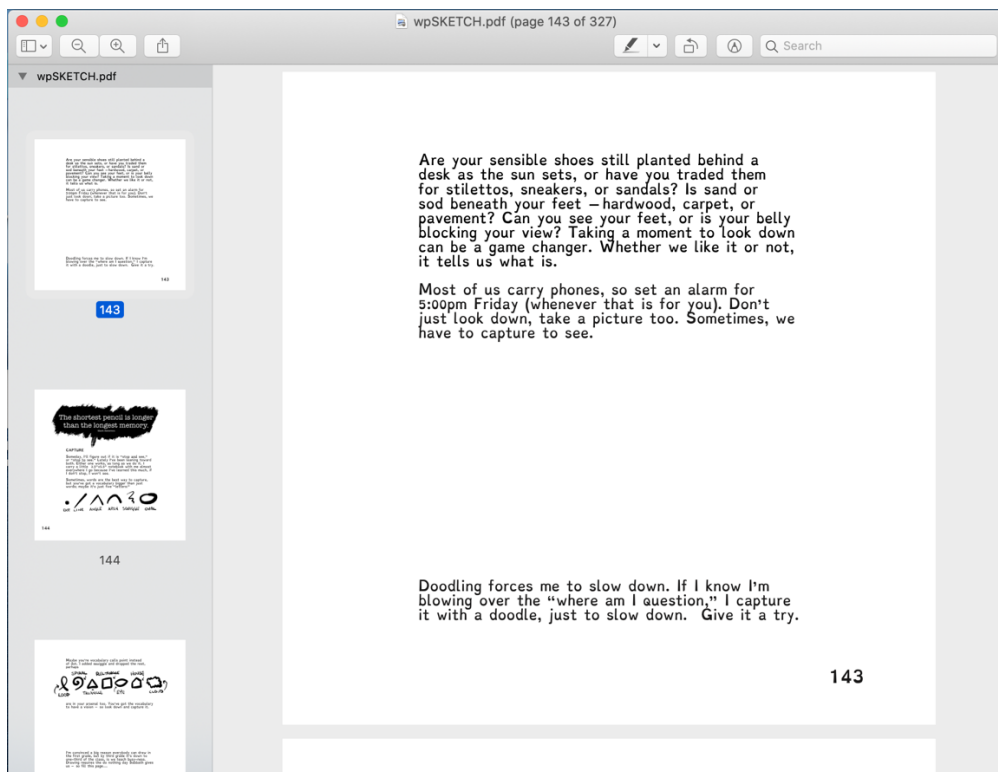 wpSKETCH.pdf (page 143 of 327)
Search
wpSKETCH.pdf
143
The shortest pencil is longer
than the longest memory.
CAPTURE
144
144
Are your sensible shoes still planted behind a
desk as the sun sets, or have you traded them
for stilettos, sneakers, or sandals? Is sand or
sod beneath your feet – hardwood, carpet, or
pavement? Can you see your feet, or is your belly
blocking your view? Taking a moment to look down
can be a game changer. Whether we like it or not,
it tells us what is.
Most of us carry phones, so set an alarm for
5:00pm Friday (whenever that is for you). Don't
just look down, take a picture too. Sometimes, we
have to capture to see.
Doodling forces me to slow down. If I know I'm
blowing over the “where am I question,” I capture
it with a doodle, just to slow down.  Give it a try.
143